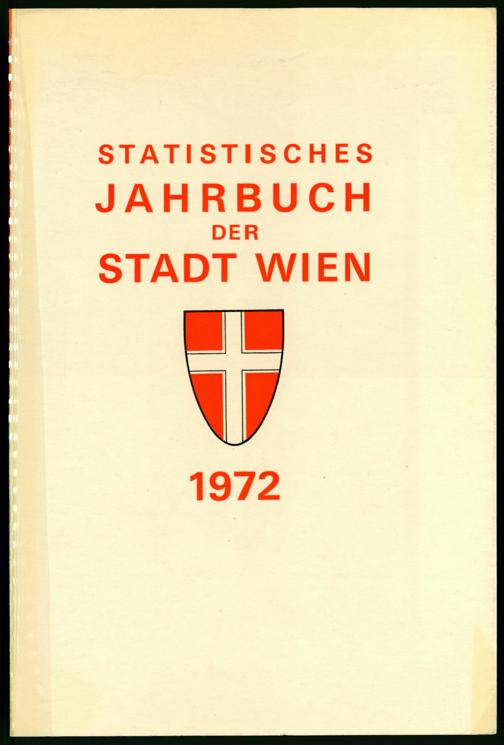 STATISTISCHES
JAHRBUCH
DER
STADT WIEN
1972